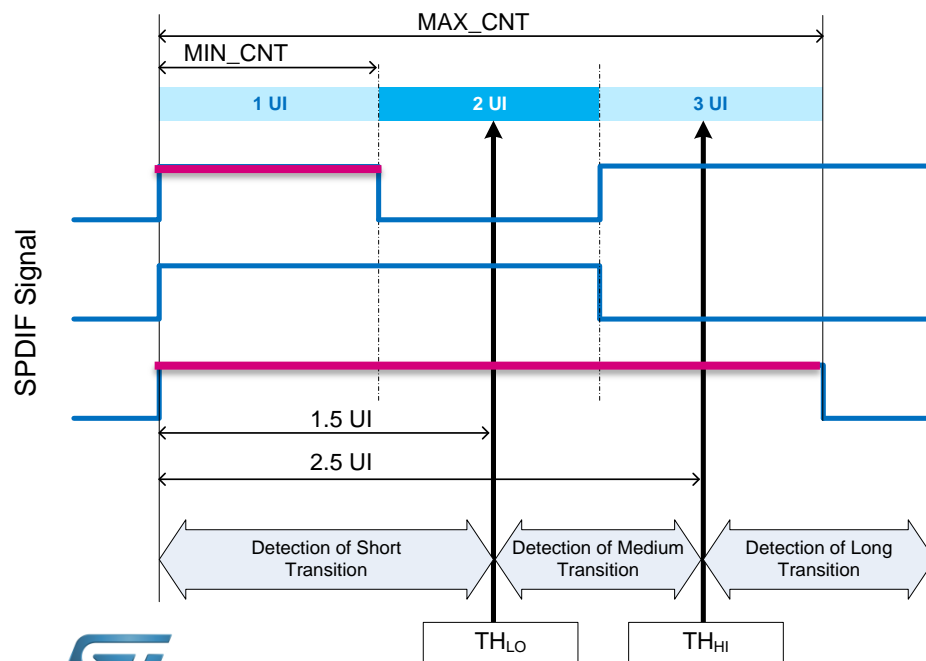 MAX_CNT
MIN_CNT
1 UI
2 UI
3 UI
SPDIF Signal
1.5 UI
2.5 UI
Detection of Short
Transition
Detection of Medium
Transition
Detection of Long
Transition
TH_LO
TH_HI